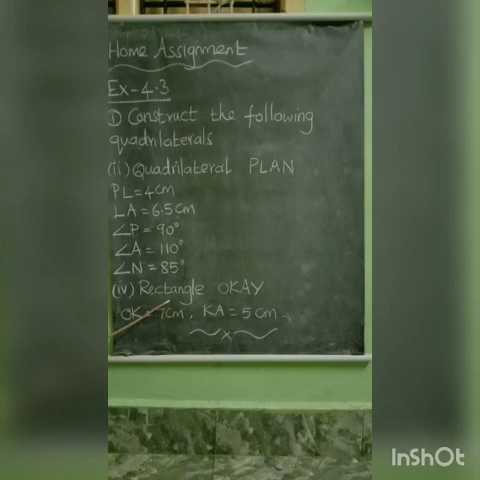 Home Assignment
Ex-4.3
① Construct the following
quadrilaterals
(ii) Quadrilateral PLAN
PL=4cm
LA=6.5cm
∠P=90°
∠A=110°
∠N=85°
(iv) Rectangle OKAY
OK=7cm, KA=5cm.
x
InShOt